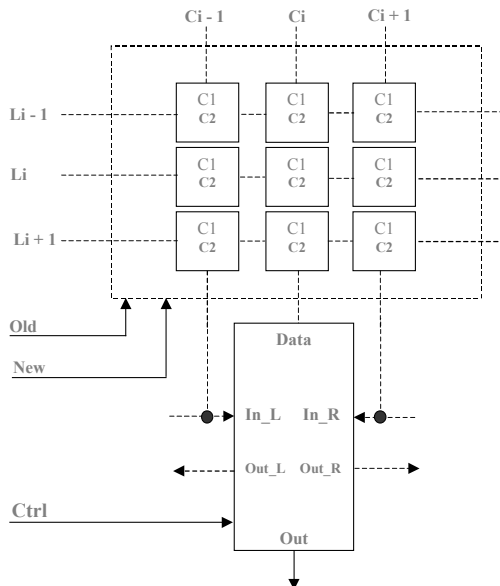 Ci - 1 Ci Ci + 1
Li - 1
C1 C1 C1
C2 C2 C2
Li
C1 C1 C1
C2 C2 C2
Li + 1
C1 C1 C1
C2 C2 C2
Old
New
Data
In_L In_R
Out_L Out_R
Ctrl
Out